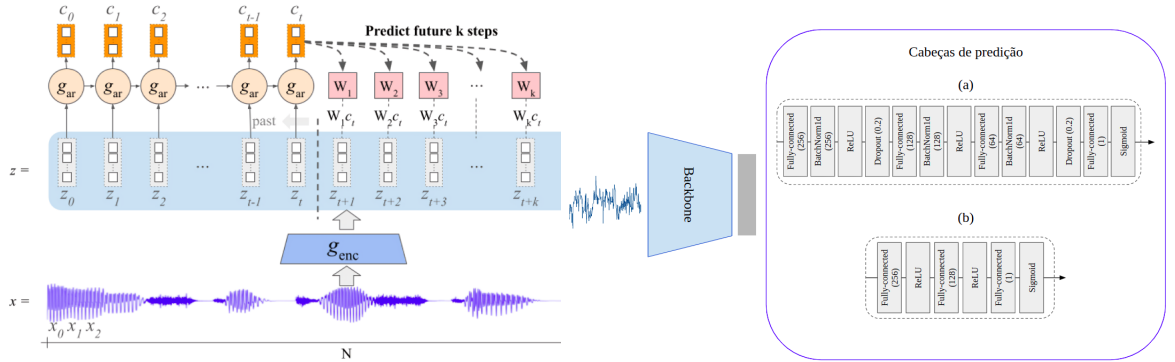 c0 c1 c2 ct-1 ct
Predict future k steps
gar gar gar ... gar gar W1 W2 W3 ... Wk
past
W1ct W2ct W3ct Wkct
z =
... ...
z0 z1 z2 zt-1 zt zt+1 zt+2 zt+3 zt+k
genc
x =
x0 x1 x2
N
Backbone
Cabeças de predição
(a)
Fully-connected
(256)
BatchNorm1d
(256)
ReLU
Dropout (0.2)
Fully-connected
(128)
BatchNorm1d
(128)
ReLU
Fully-connected
(64)
BatchNorm1d
(64)
ReLU
Dropout (0.2)
Fully-connected
(1)
Sigmoid
(b)
Fully-connected
(256)
ReLU
Fully-connected
(128)
ReLU
Fully-connected
(1)
Sigmoid